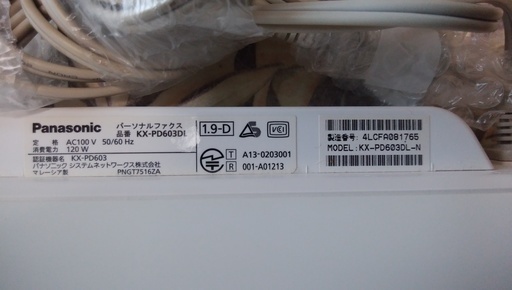 Panasonic
パーソナルファクス
品番 KX-PD603DL
定格 AC100 V 50/60 Hz
消費電力 120 W
認証機器名 KX-PD603
パナソニック システムネットワークス株式会社
マレーシア製 PNGT7516ZA
1.9-D
VCI
T A13-0203001
R 001-A01213
製造番号: 4LCFA081765
MODEL:KX-PD603DL-N